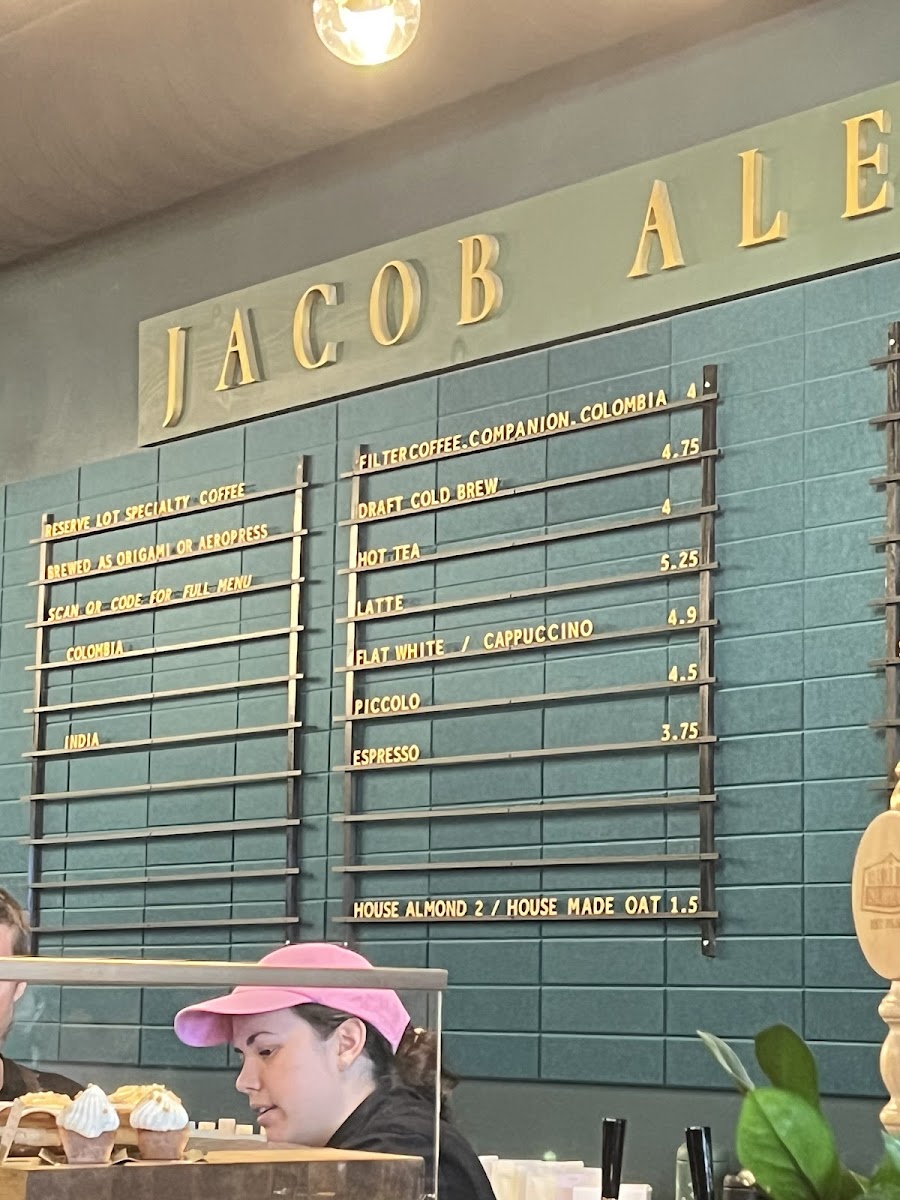 JACOB ALE
RESERVE LOT SPECIALTY COFFEE
BREWED AS ORIGAMI OR AEROPRESS
SCAN QR CODE FOR FULL MENU
COLOMBIA
INDIA
FILTERCOFFEE.COMPANION.COLOMBIA 4
DRAFT COLD BREW 4.75
HOT TEA 4
LATTE 5.25
FLAT WHITE / CAPPUCCINO 4.9
PICCOLO 4.5
ESPRESSO 3.75
HOUSE ALMOND 2 / HOUSE MADE OAT 1.5